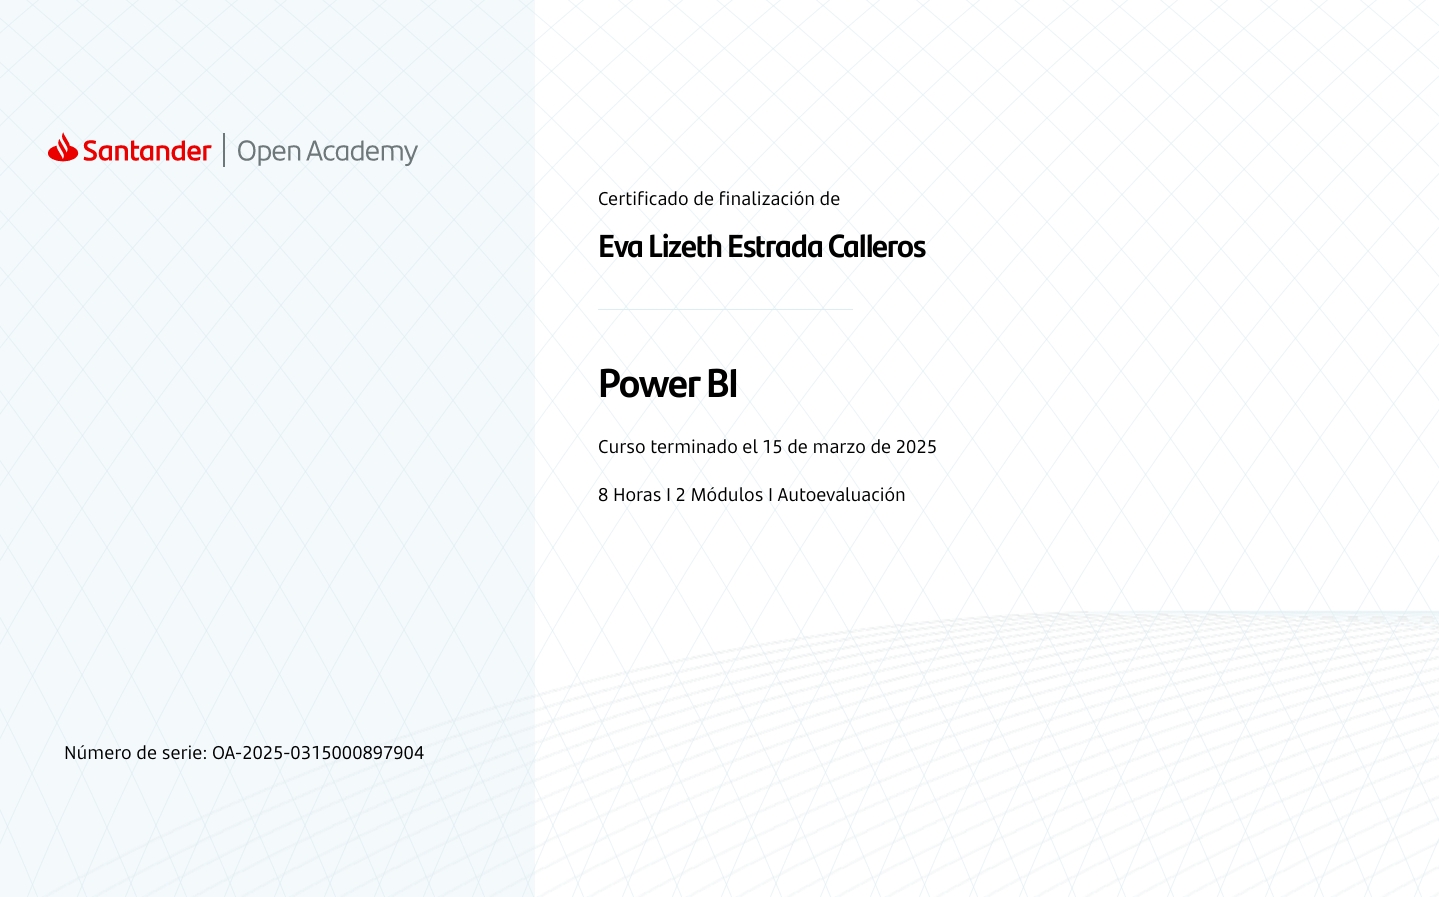 Santander | Open Academy
Certificado de finalización de
Eva Lizeth Estrada Calleros
Power BI
Curso terminado el 15 de marzo de 2025
8 Horas I 2 Módulos I Autoevaluación
Número de serie: OA-2025-0315000897904